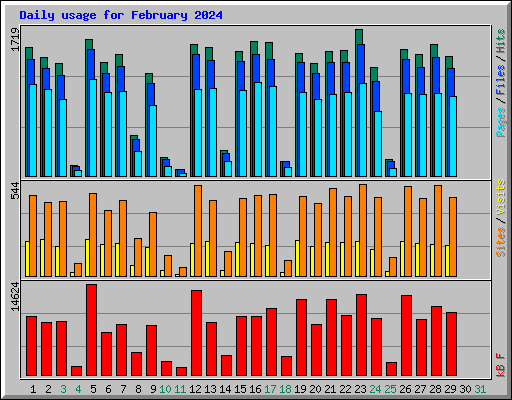 Daily usage for February 2024
1719
Pages / Files / Hits
544
Sites / Visits
14624
kB F
1 2 3 4 5 6 7 8 9 10 11 12 13 14 15 16 17 18 19 20 21 22 23 24 25 26 27 28 29 30 31